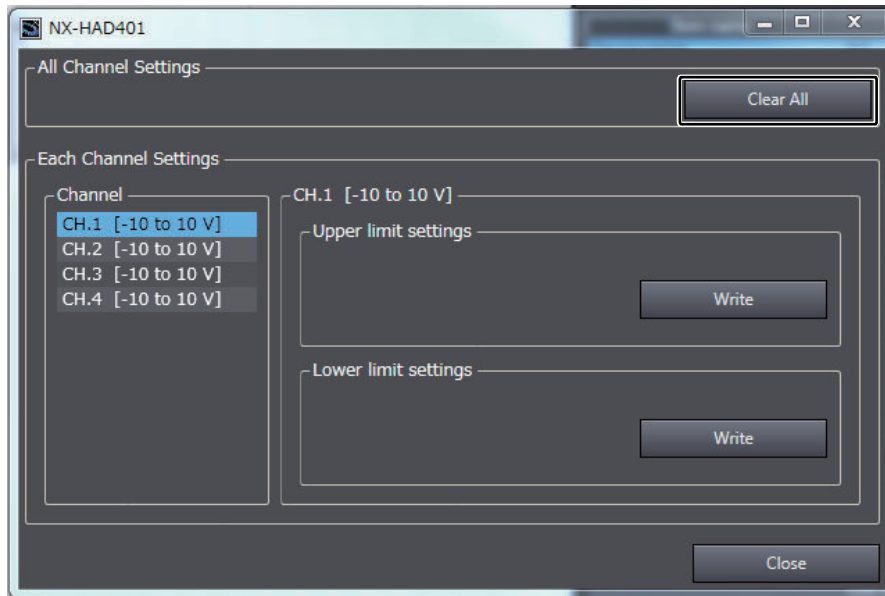 NX-HAD401
All Channel Settings
Clear All
Each Channel Settings
Channel
CH.1 [-10 to 10 V]
CH.2 [-10 to 10 V]
CH.3 [-10 to 10 V]
CH.4 [-10 to 10 V]
CH.1 [-10 to 10 V]
Upper limit settings
Write
Lower limit settings
Write
Close